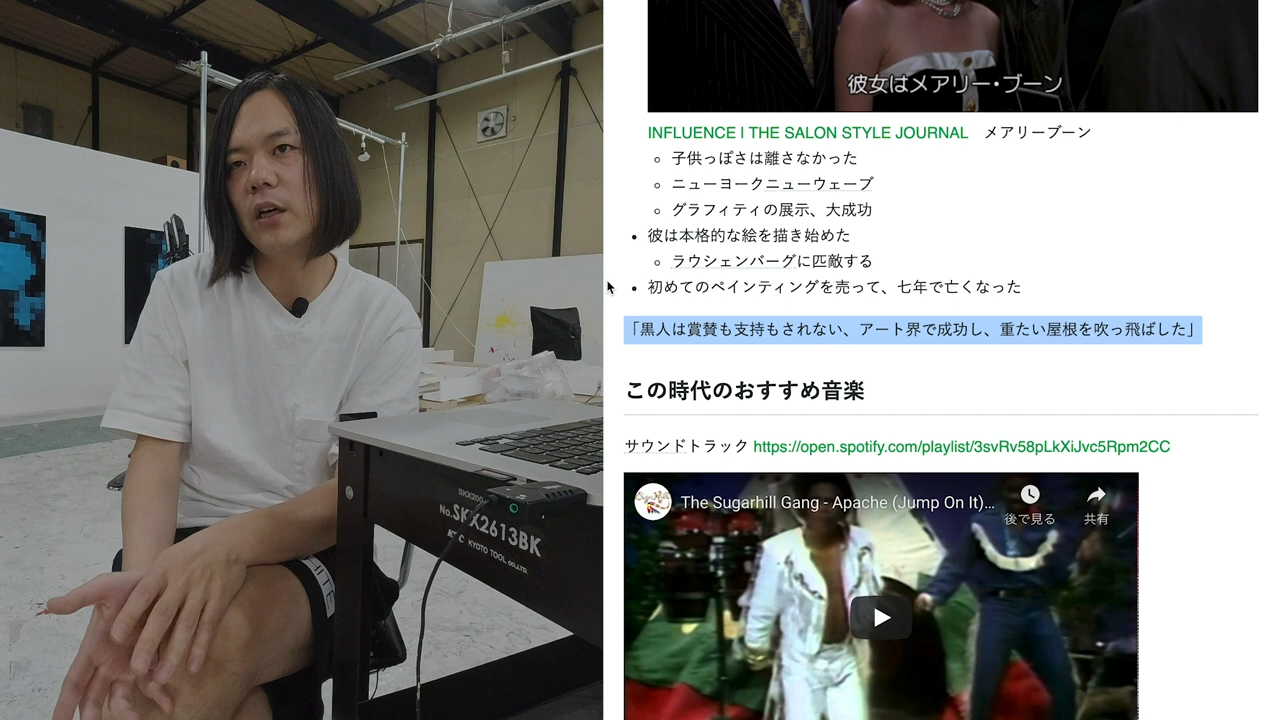 彼女はメアリー・ブーン
INFLUENCE | THE SALON STYLE JOURNAL　メアリーブーン
子供っぽさは離さなかった
ニューヨークニューウェーブ
グラフィティの展示、大成功
彼は本格的な絵を描き始めた
ラウシェンバーグに匹敵する
初めてのペインティングを売って、七年で亡くなった
「黒人は賞賛も支持もされない、アート界で成功し、重たい屋根を吹っ飛ばした」
この時代のおすすめ音楽
サウンドトラック https://open.spotify.com/playlist/3svRv58pLkXiJvc5Rpm2CC
The Sugarhill Gang - Apache (Jump On It)...
後で見る
共有
No.SKX2613BK
KTC KYOTO TOOL CO.,LTD.